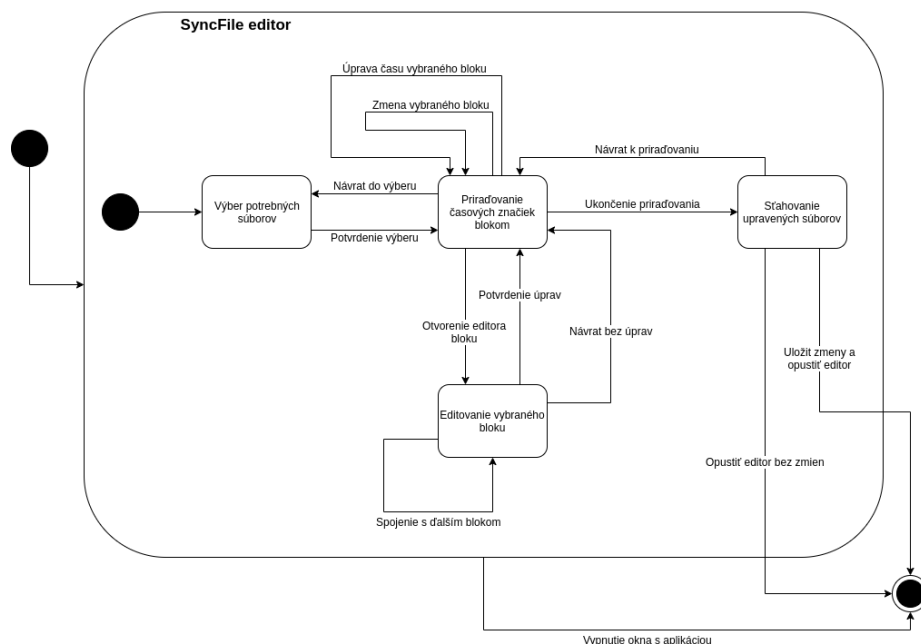 SyncFile editor
Úprava času vybraného bloku
Zmena vybraného bloku
Návrat k priraďovaniu
Návrat do výberu
Výber potrebných
súborov
Priraďovanie
časových značiek
blokom
Ukončenie priraďovania
Sťahovanie
upravených súborov
Potvrdenie výberu
Potvrdenie úprav
Otvorenie editora
bloku
Návrat bez úprav
Uložit zmeny a
opustiť editor
Editovanie vybraného
bloku
Opustiť editor bez zmien
Spojenie s ďalším blokom
Vypnutie okna s aplikáciou